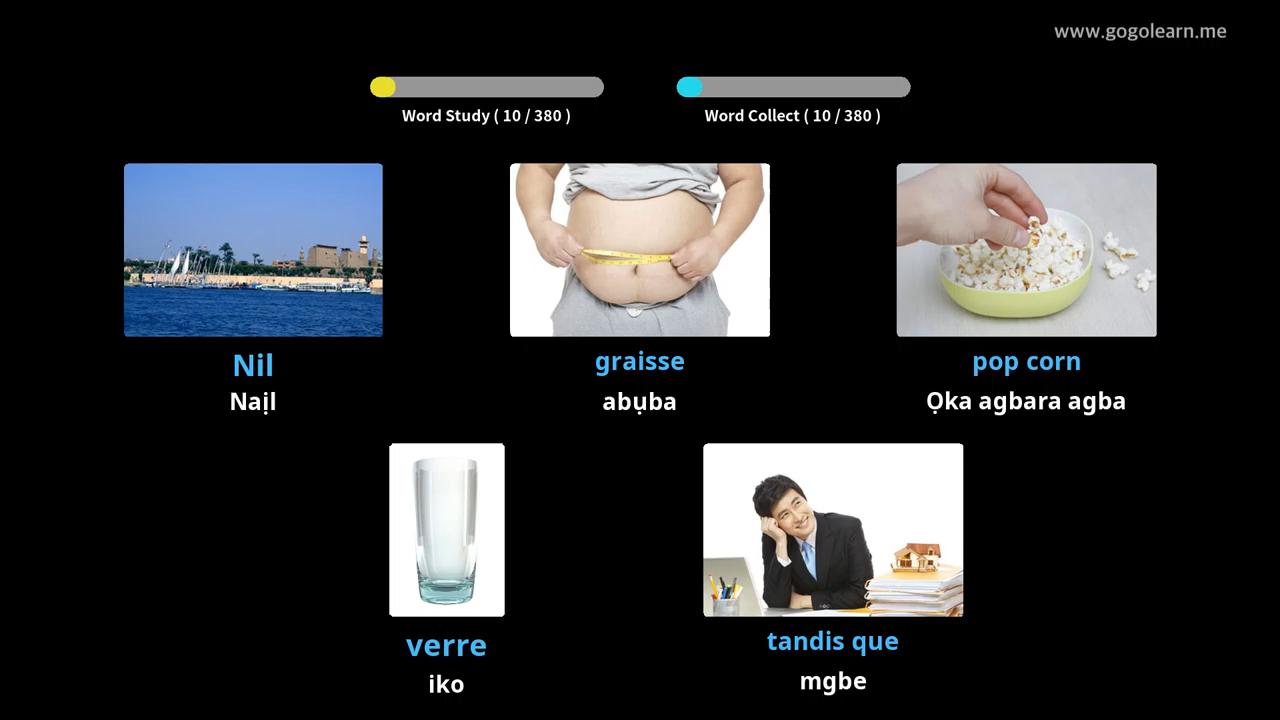 www.gogolearn.me
Word Study ( 10 / 380 )
Word Collect ( 10 / 380 )
Nil
Naịl
graisse
abụba
pop corn
Ọka agbara agba
verre
iko
tandis que
mgbe